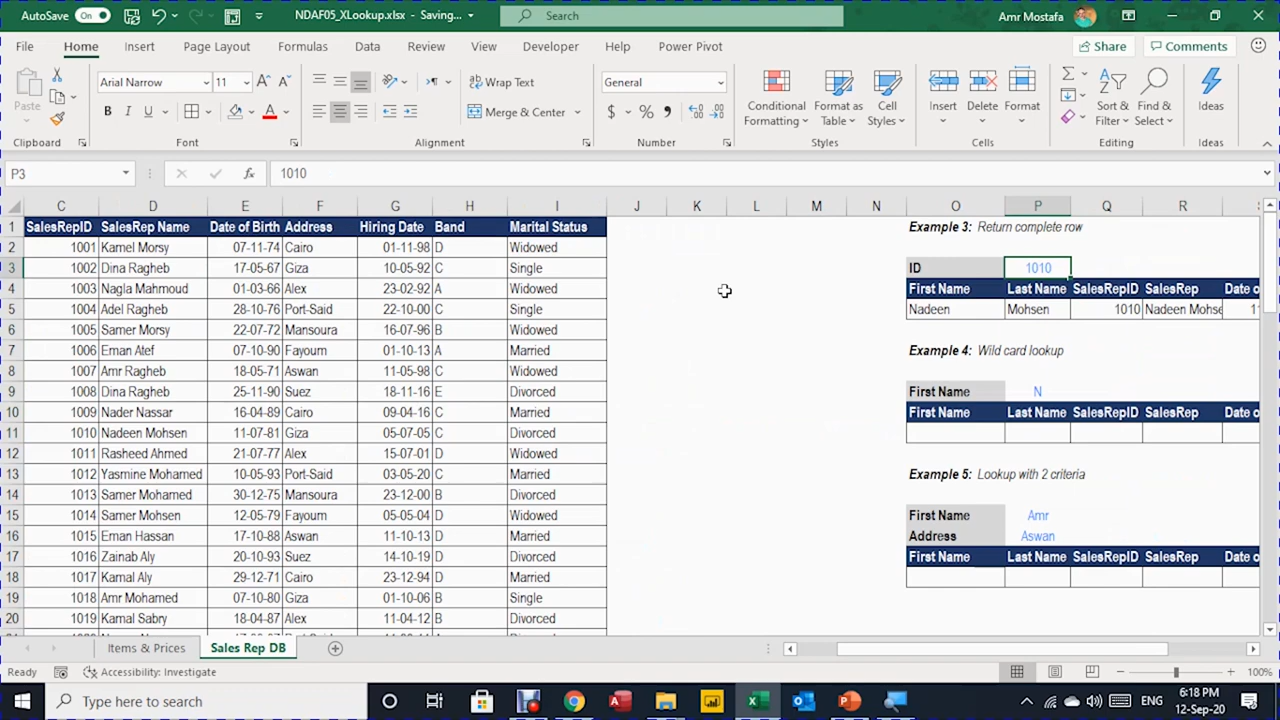 AutoSave On NDAF05_XLookup.xlsx - Saving... Search Amr Mostafa
File Home Insert Page Layout Formulas Data Review View Developer Help Power Pivot Share Comments
Arial Narrow 11 Wrap Text General
Paste Merge & Center Conditional Formatting Format as Table Cell Styles Insert Delete Format Sort & Filter Find & Select Ideas
Clipboard Font Alignment Number Styles Cells Editing Ideas
P3 fx 1010
C D E F G H I J K L M N O P Q R
1 SalesRepID SalesRep Name Date of Birth Address Hiring Date Band Marital Status Example 3: Return complete row
2 1001 Kamel Morsy 07-11-74 Cairo 01-11-98 D Widowed
3 1002 Dina Ragheb 17-05-67 Giza 10-05-92 C Single ID 1010
4 1003 Nagla Mahmoud 01-03-66 Alex 23-02-92 A Widowed First Name Last Name SalesRepID SalesRep Date o
5 1004 Adel Ragheb 28-10-76 Port-Said 22-10-00 C Single Nadeen Mohsen 1010 Nadeen Mohse 1
6 1005 Samer Morsy 22-07-72 Mansoura 16-07-96 B Widowed
7 1006 Eman Atef 07-10-90 Fayoum 01-10-13 A Married Example 4: Wild card lookup
8 1007 Amr Ragheb 18-05-71 Aswan 11-05-98 C Widowed
9 1008 Dina Ragheb 25-11-90 Suez 18-11-16 E Divorced First Name N
10 1009 Nader Nassar 16-04-89 Cairo 09-04-16 C Married First Name Last Name SalesRepID SalesRep Date o
11 1010 Nadeen Mohsen 11-07-81 Giza 05-07-05 C Divorced
12 1011 Rasheed Ahmed 21-07-77 Alex 15-07-01 D Widowed
13 1012 Yasmine Mohamed 10-05-93 Port-Said 03-05-20 C Married Example 5: Lookup with 2 criteria
14 1013 Samer Mohamed 30-12-75 Mansoura 23-12-00 B Divorced
15 1014 Samer Mohsen 12-05-79 Fayoum 05-05-04 D Widowed First Name Amr
16 1015 Eman Hassan 17-10-88 Aswan 11-10-13 D Married Address Aswan
17 1016 Zainab Aly 20-10-93 Suez 14-10-19 D Divorced First Name Last Name SalesRepID SalesRep Date o
18 1017 Kamal Aly 29-12-71 Cairo 23-12-94 D Married
19 1018 Amr Mohamed 07-10-80 Giza 01-10-06 B Single
20 1019 Kamal Sabry 18-04-87 Alex 11-04-12 B Divorced
Items & Prices Sales Rep DB
Ready Accessibility: Investigate 100%
Type here to search ENG 6:18 PM
12-Sep-20